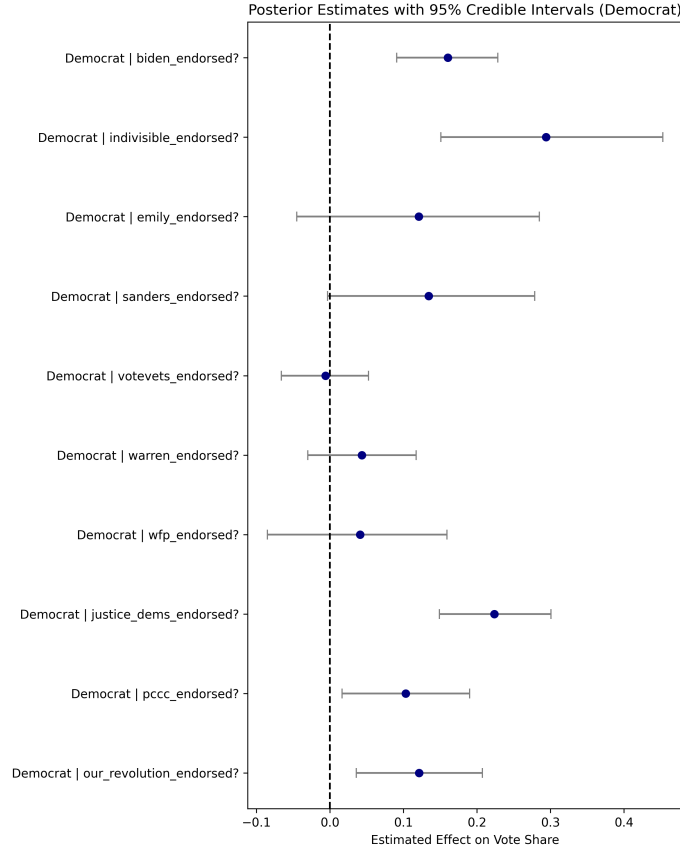 Posterior Estimates with 95% Credible Intervals (Democrat)
Democrat | biden_endorsed?
Democrat | indivisible_endorsed?
Democrat | emily_endorsed?
Democrat | sanders_endorsed?
Democrat | votevets_endorsed?
Democrat | warren_endorsed?
Democrat | wfp_endorsed?
Democrat | justice_dems_endorsed?
Democrat | pccc_endorsed?
Democrat | our_revolution_endorsed?
−0.1 0.0 0.1 0.2 0.3 0.4
Estimated Effect on Vote Share